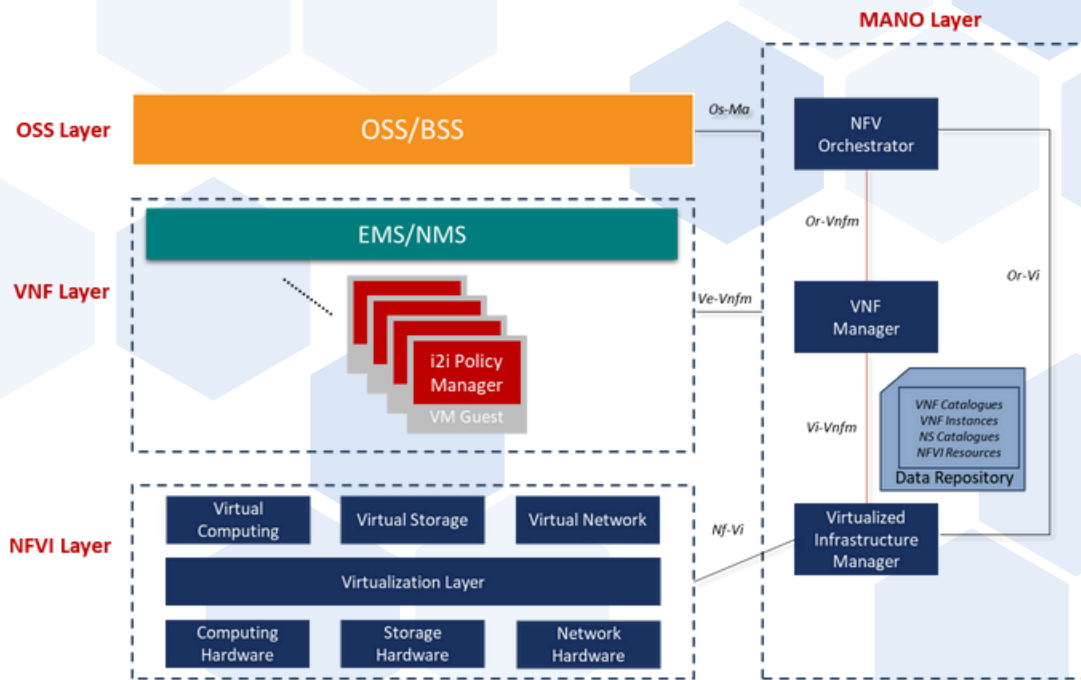 MANO Layer
OSS Layer
OSS/BSS
Os-Ma
NFV
Orchestrator
VNF Layer
EMS/NMS
i2i Policy
Manager
VM Guest
Ve-Vnfm
Or-Vnfm
Or-Vi
VNF
Manager
Vi-Vnfm
VNF Catalogues
VNF Instances
NS Catalogues
NFVI Resources
Data Repository
NFVI Layer
Virtual
Computing
Virtual Storage
Virtual Network
Virtualization Layer
Computing
Hardware
Storage
Hardware
Network
Hardware
Nf-Vi
Virtualized
Infrastructure
Manager